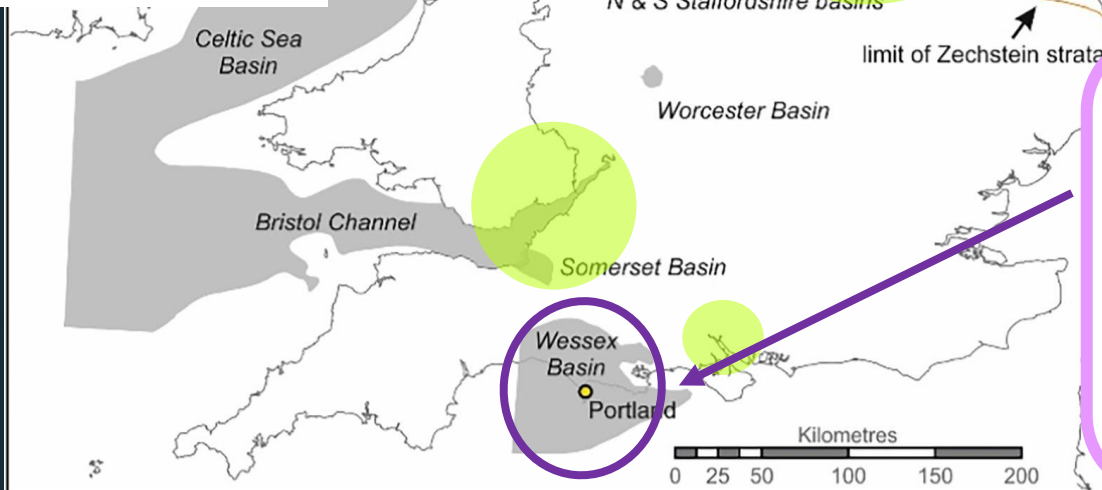 N & S Staffordshire basins
limit of Zechstein strata
Celtic Sea
Basin
Worcester Basin
Bristol Channel
Somerset Basin
Wessex
Basin
Portland
Kilometres
0 25 50 100 150 200